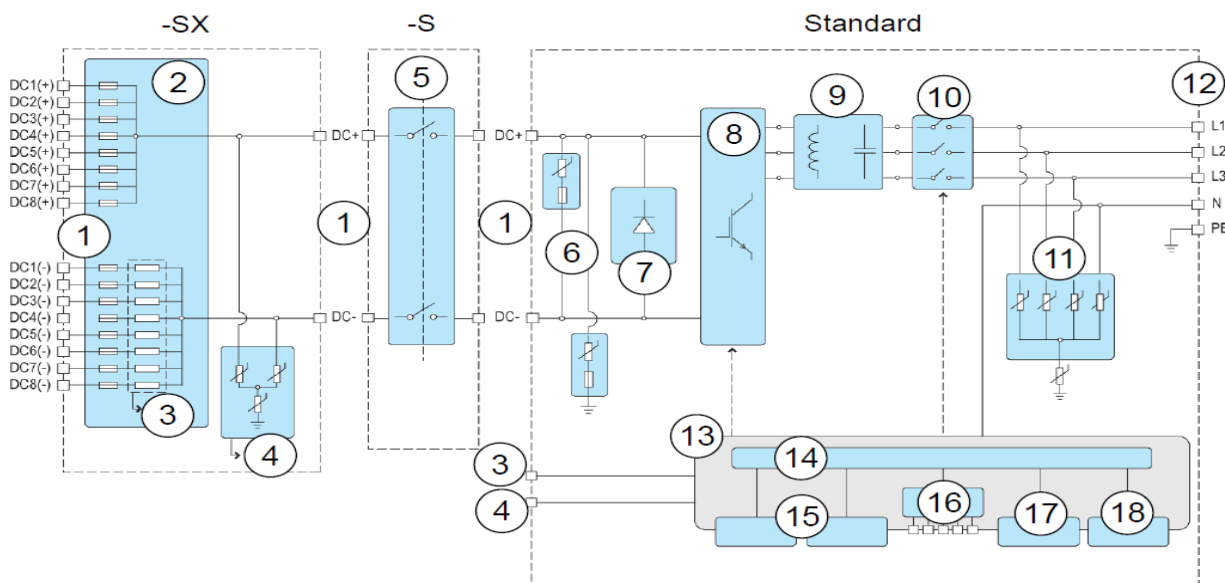 -SX -S Standard
2 5 8 9 10 12
DC1(+)
DC2(+)
DC3(+)
DC4(+) DC+ DC+ L1
DC5(+) L2
DC6(+) L3
DC7(+)
DC8(+) N
1 1 1 6 7 11 PE
DC1(-)
DC2(-)
DC3(-)
DC4(-) DC- DC-
DC5(-)
DC6(-)
DC7(-)
DC8(-)
3 4 13
3 14
4 15 16 17 18